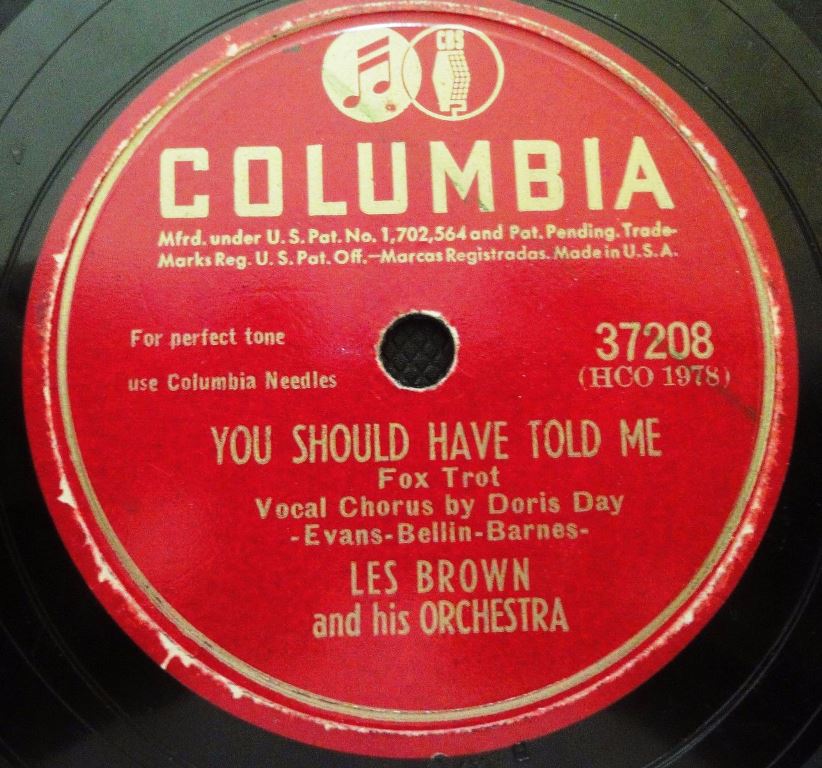 CBS
COLUMBIA
Mfrd. under U.S. Pat. No. 1,702,564 and Pat. Pending. Trade-
Marks Reg. U.S. Pat. Off.—Marcas Registradas. Made in U.S.A.
For perfect tone
use Columbia Needles
37208
(HCO 1978)
YOU SHOULD HAVE TOLD ME
Fox Trot
Vocal Chorus by Doris Day
-Evans-Bellin-Barnes-
LES BROWN
and his ORCHESTRA